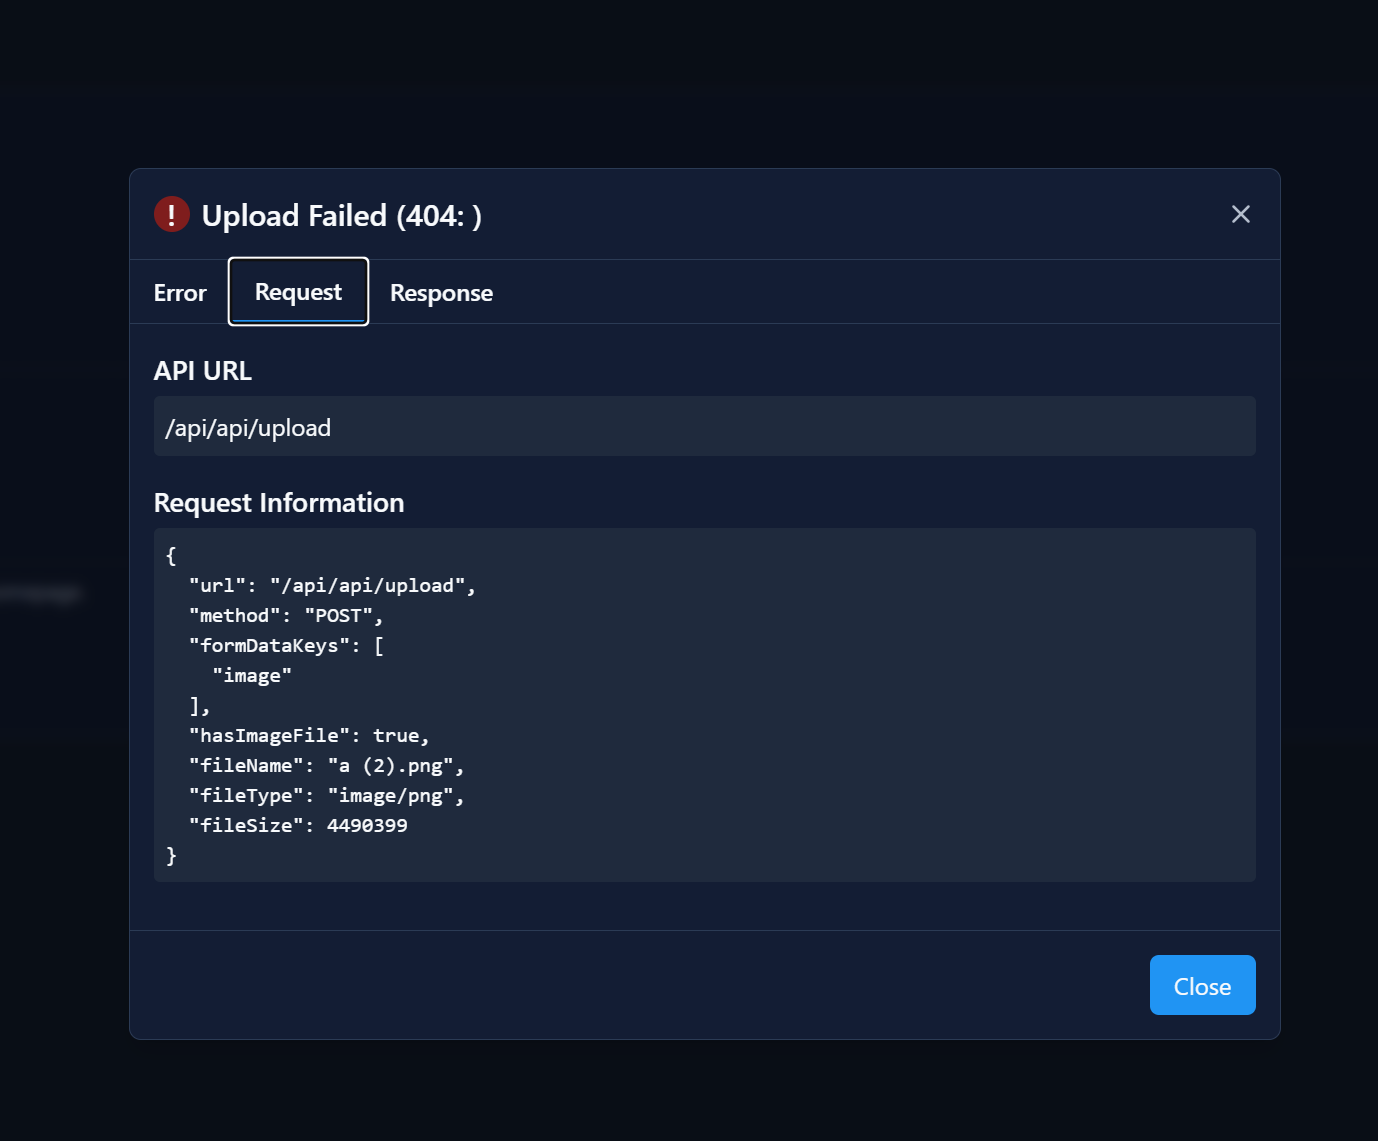 Upload Failed (404: )
Error
Request
Response
API URL
/api/api/upload
Request Information
{
  "url": "/api/api/upload",
  "method": "POST",
  "formDataKeys": [
    "image"
  ],
  "hasImageFile": true,
  "fileName": "a (2).png",
  "fileType": "image/png",
  "fileSize": 4490399
}
Close